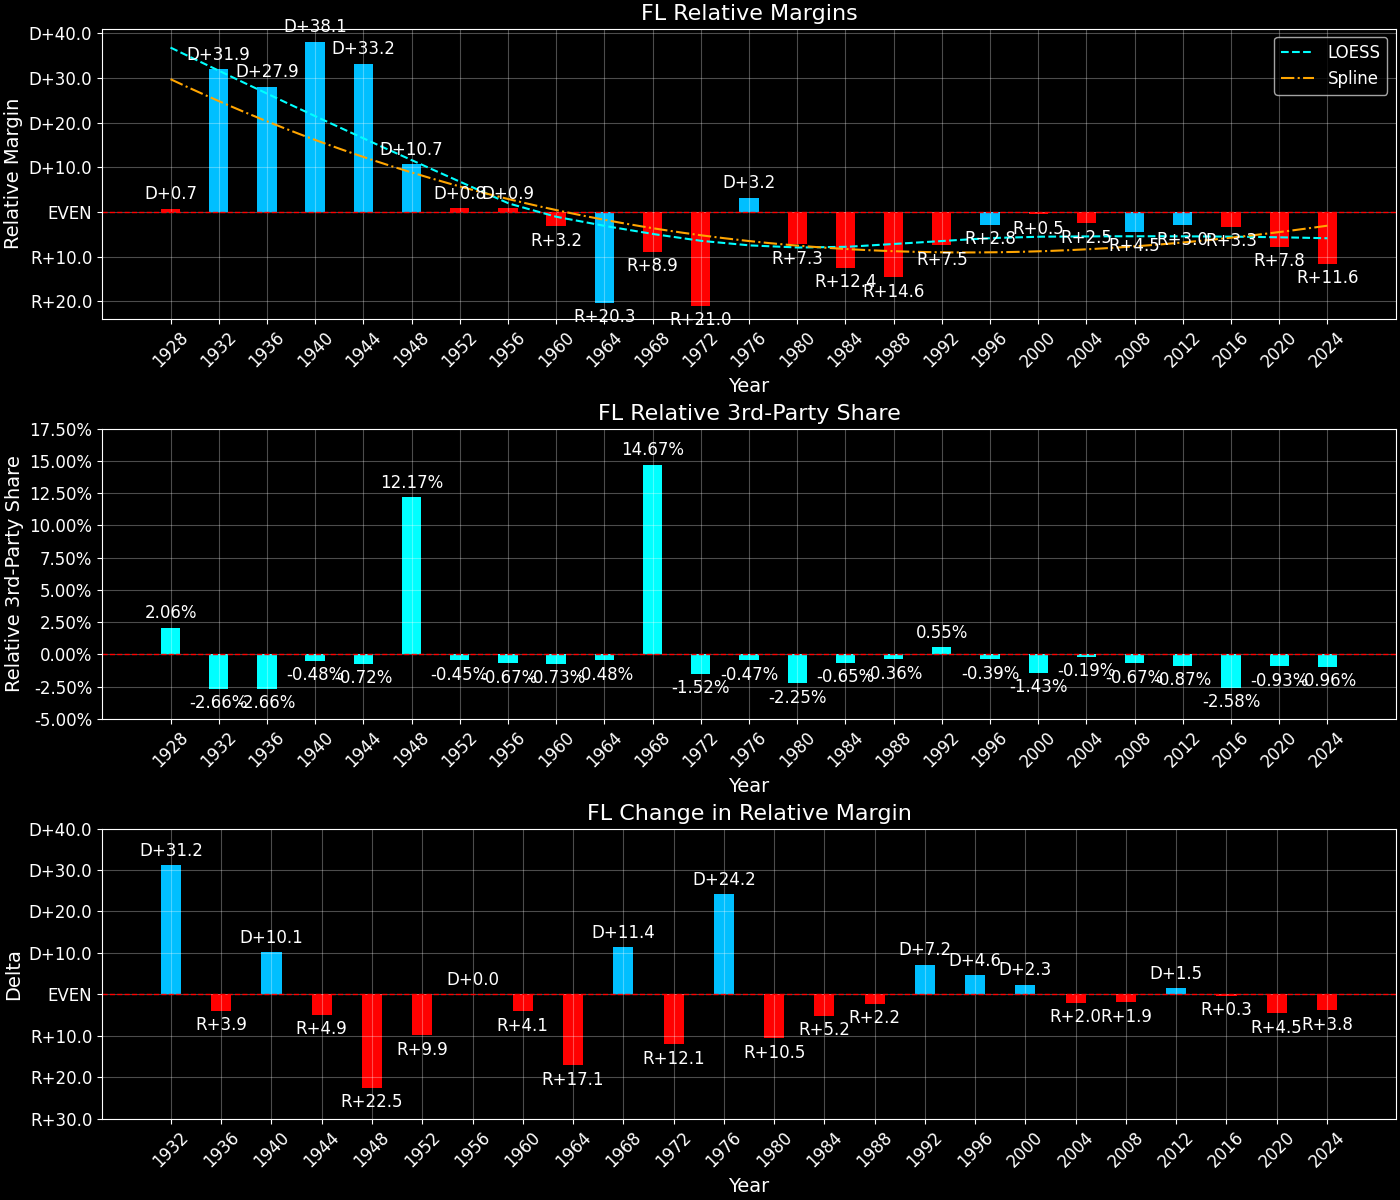 FL Relative Margins
Relative Margin
D+40.0
D+30.0
D+20.0
D+10.0
EVEN
R+10.0
R+20.0
LOESS
Spline
D+0.7
D+31.9
D+27.9
D+38.1
D+33.2
D+10.7
D+0.8
D+0.9
R+3.2
R+20.3
R+8.9
R+21.0
D+3.2
R+7.3
R+12.4
R+14.6
R+7.5
R+2.8
R+0.5
R+2.5
R+4.5
R+3.0
R+3.3
R+7.8
R+11.6
1928 1932 1936 1940 1944 1948 1952 1956 1960 1964 1968 1972 1976 1980 1984 1988 1992 1996 2000 2004 2008 2012 2016 2020 2024
Year
FL Relative 3rd-Party Share
Relative 3rd-Party Share
17.50%
15.00%
12.50%
10.00%
7.50%
5.00%
2.50%
0.00%
-2.50%
-5.00%
2.06%
-2.66%
-2.66%
-0.48%
-0.72%
12.17%
-0.45%
-0.67%
-0.73%
-0.48%
14.67%
-1.52%
-0.47%
-2.25%
-0.65%
-0.36%
0.55%
-0.39%
-1.43%
-0.19%
-0.67%
-0.87%
-2.58%
-0.93%
-0.96%
1928 1932 1936 1940 1944 1948 1952 1956 1960 1964 1968 1972 1976 1980 1984 1988 1992 1996 2000 2004 2008 2012 2016 2020 2024
Year
FL Change in Relative Margin
Delta
D+40.0
D+30.0
D+20.0
D+10.0
EVEN
R+10.0
R+20.0
R+30.0
D+31.2
R+3.9
D+10.1
R+4.9
R+22.5
R+9.9
D+0.0
R+4.1
R+17.1
D+11.4
R+12.1
D+24.2
R+10.5
R+5.2
R+2.2
D+7.2
D+4.6
D+2.3
R+2.0
R+1.9
D+1.5
R+0.3
R+4.5
R+3.8
1932 1936 1940 1944 1948 1952 1956 1960 1964 1968 1972 1976 1980 1984 1988 1992 1996 2000 2004 2008 2012 2016 2020 2024
Year